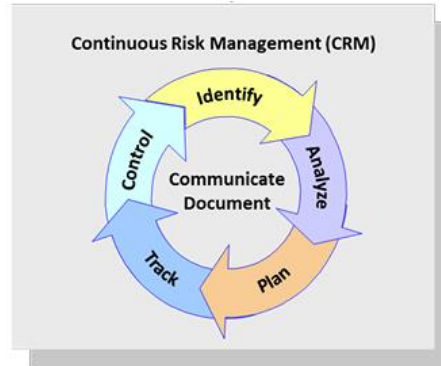 Continuous Risk Management (CRM)
Identify
Analyze
Plan
Track
Control
Communicate
Document